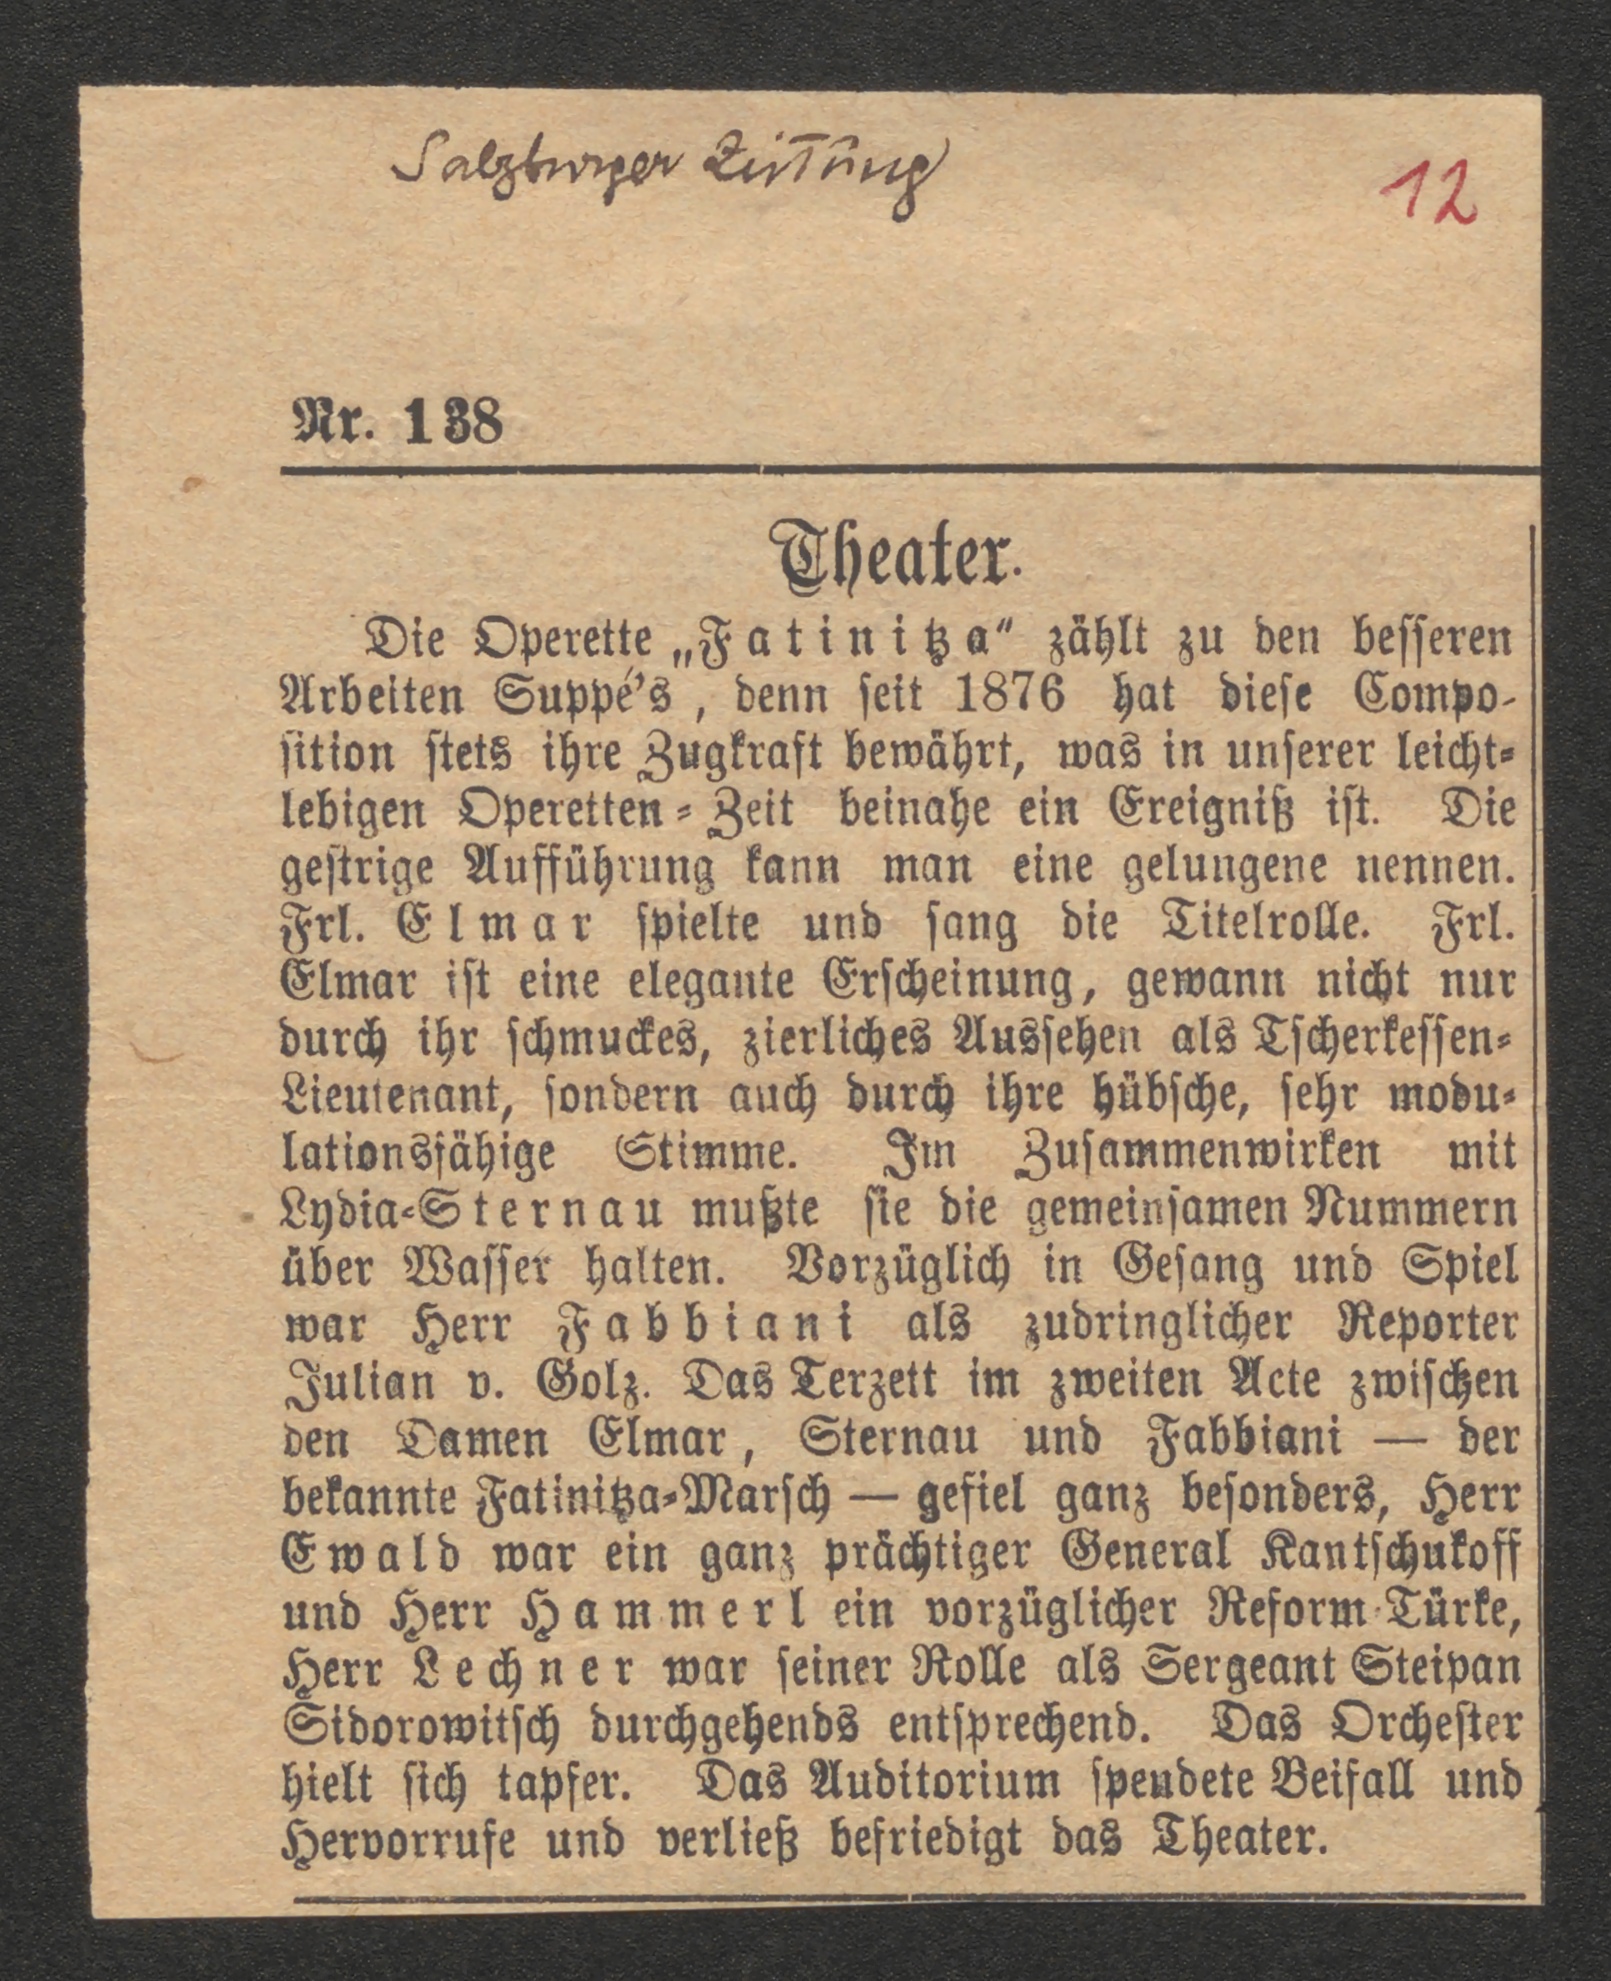 Salzburger Zeitung
12
Nr. 138
Theater.
Die Operette „Fatinitza“ zählt zu den besseren
Arbeiten Suppé's, denn seit 1876 hat diese Compo-
sition stets ihre Zugkraft bewährt, was in unserer leicht-
lebigen Operetten-Zeit beinahe ein Ereigniß ist. Die
gestrige Aufführung kann man eine gelungene nennen.
Frl. Elmar spielte und sang die Titelrolle. Frl.
Elmar ist eine elegante Erscheinung, gewann nicht nur
durch ihr schmuckes, zierliches Aussehen als Tscherkessen-
Lieutenant, sondern auch durch ihre hübsche, sehr modu-
lationsfähige Stimme. Im Zusammenwirken mit
Lydia-Sternau mußte sie die gemeinsamen Nummern
über Wasser halten. Vorzüglich in Gesang und Spiel
war Herr Fabbiani als zudringlicher Reporter
Julian v. Golz. Das Terzett im zweiten Acte zwischen
den Damen Elmar, Sternau und Fabbiani — der
bekannte Fatinitza-Marsch — gefiel ganz besonders, Herr
Ewald war ein ganz prächtiger General Kantschukoff
und Herr Hammerl ein vorzüglicher Reform-Türke,
Herr Lechner war seiner Rolle als Sergeant Steipan
Sidorowitsch durchgehends entsprechend. Das Orchester
hielt sich tapfer. Das Auditorium spendete Beifall und
Hervorrufe und verließ befriedigt das Theater.